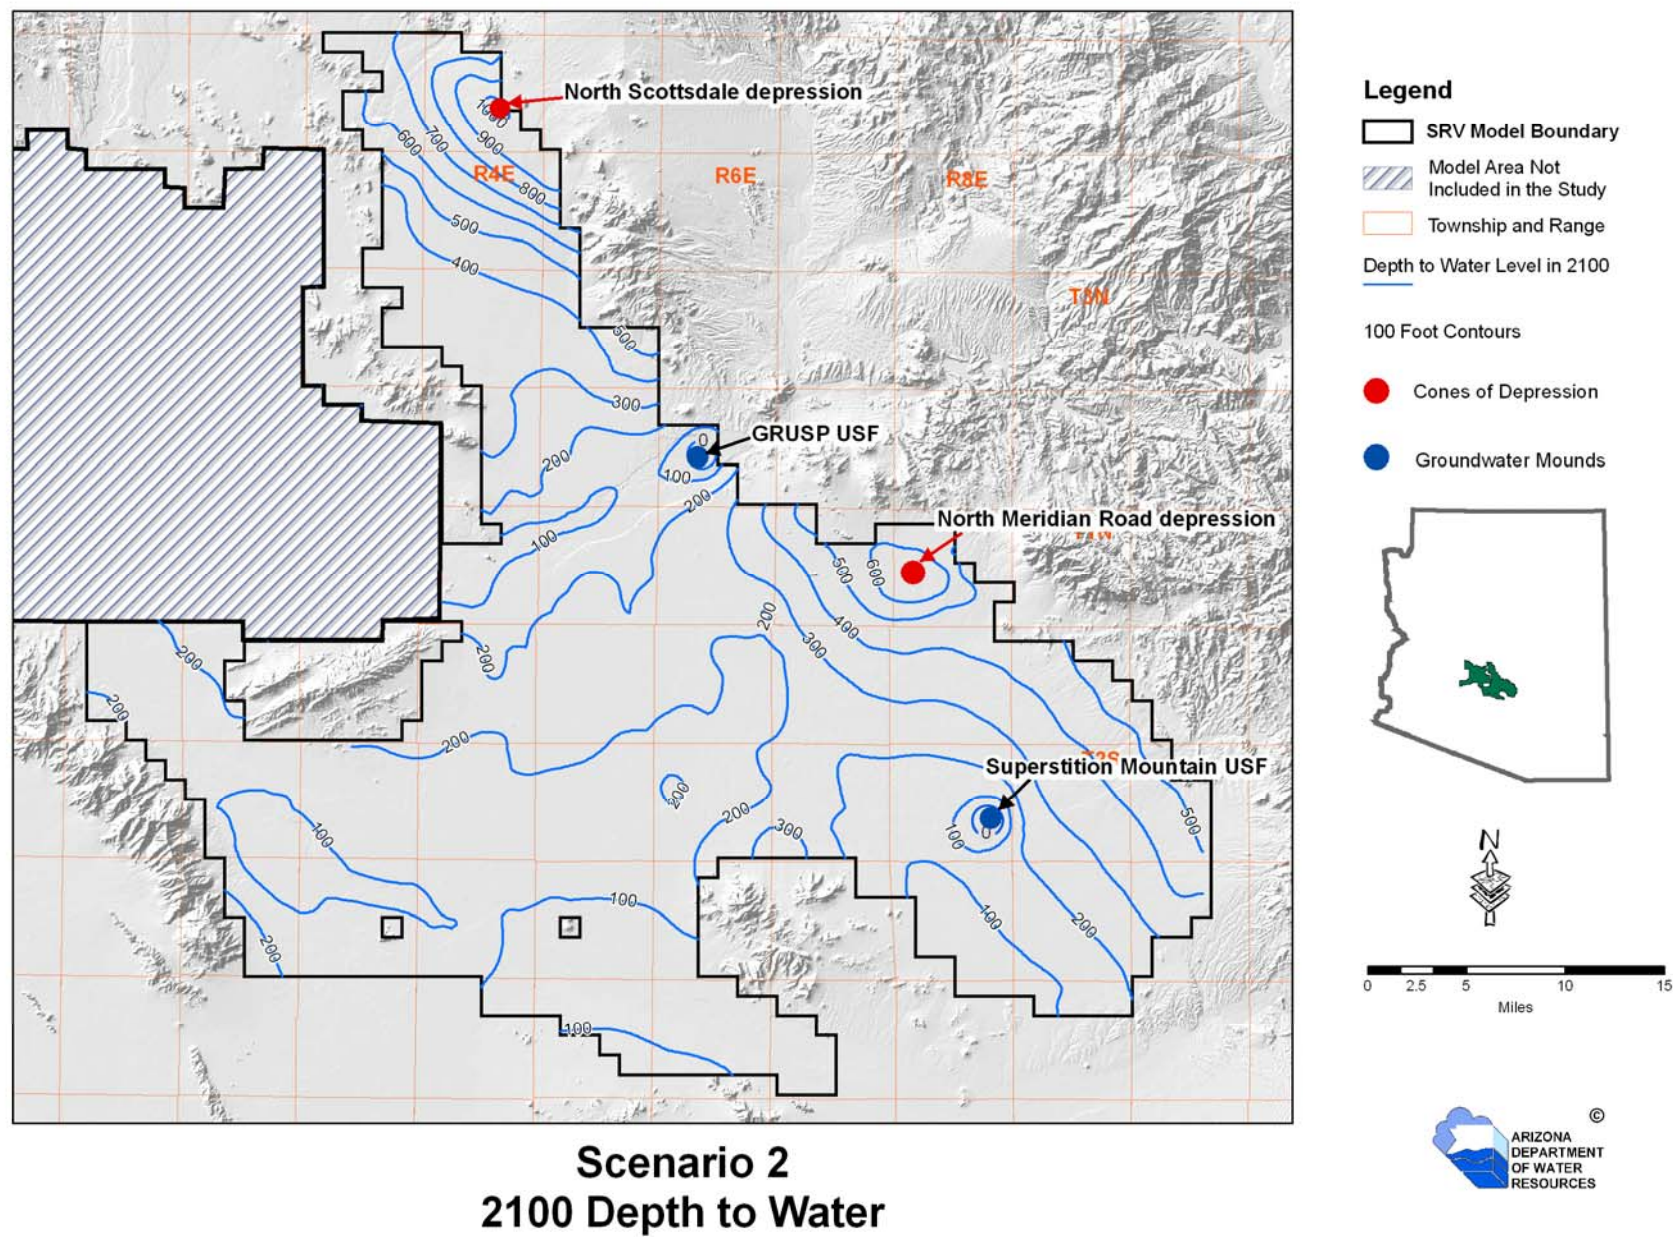 North Scottsdale depression
1000
900
700
600
R4E
R6E
R8E
800
500
400
T3N
500
300
0
GRUSP USF
200
100
200
North Meridian Road depression
T1N
100
500
600
200
400
300
200
200
200
200
T2S
Superstition Mountain USF
200
200
300
100
0
500
100
100
100
200
200
100
Scenario 2
2100 Depth to Water
Legend
SRV Model Boundary
Model Area Not
Included in the Study
Township and Range
Depth to Water Level in 2100
100 Foot Contours
Cones of Depression
Groundwater Mounds
N
0 2.5 5 10 15
Miles
©
ARIZONA
DEPARTMENT
OF WATER
RESOURCES